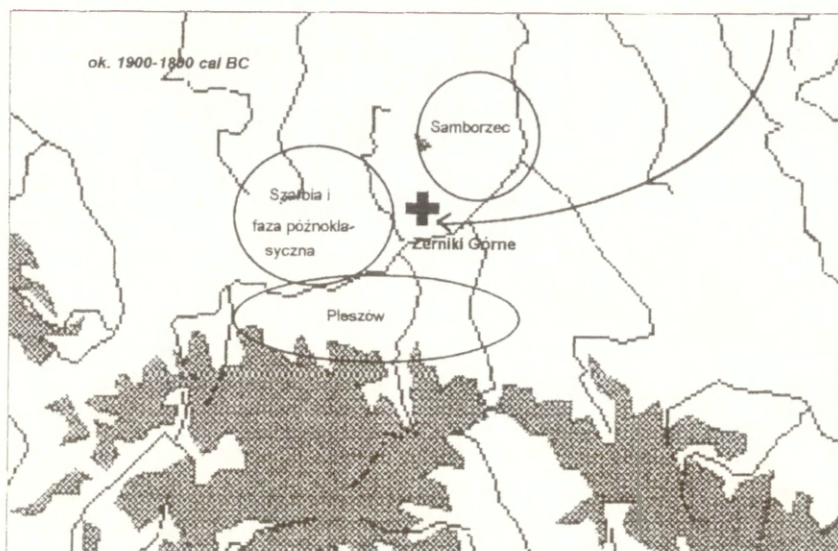 ok. 1900-1800 cal BC
Samborzec
Szarbia i
faza późnokla-
syczna
Żerniki Górne
Pleszów